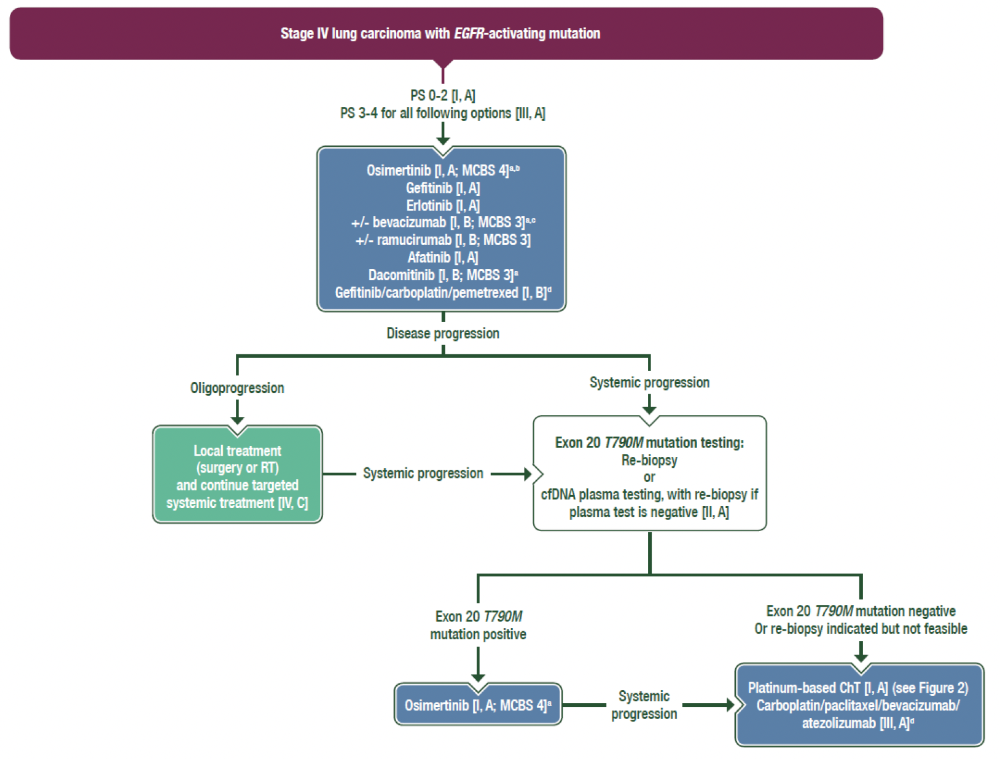 Stage IV lung carcinoma with EGFR-activating mutation
PS 0-2 [I, A]
PS 3-4 for all following options [III, A]
Osimertinib [I, A; MCBS 4]a,b
Gefitinib [I, A]
Erlotinib [I, A]
+/- bevacizumab [I, B; MCBS 3]a,c
+/- ramucirumab [I, B; MCBS 3]
Afatinib [I, A]
Dacomitinib [I, B; MCBS 3]a
Gefitinib/carboplatin/pemetrexed [I, B]d
Disease progression
Oligoprogression
Systemic progression
Local treatment
(surgery or RT)
and continue targeted
systemic treatment [IV, C]
Systemic progression
Exon 20 T790M mutation testing:
Re-biopsy
or
cfDNA plasma testing, with re-biopsy if
plasma test is negative [II, A]
Exon 20 T790M
mutation positive
Exon 20 T790M mutation negative
Or re-biopsy indicated but not feasible
Osimertinib [I, A; MCBS 4]a
Systemic
progression
Platinum-based ChT [I, A] (see Figure 2)
Carboplatin/paclitaxel/bevacizumab/
atezolizumab [III, A]d